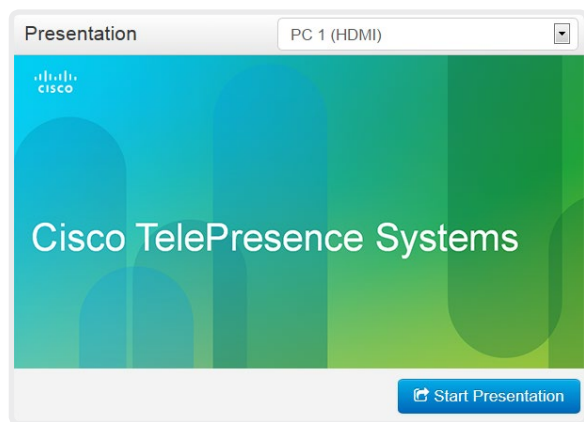 Presentation
PC 1 (HDMI)
CISCO
Cisco TelePresence Systems
Start Presentation